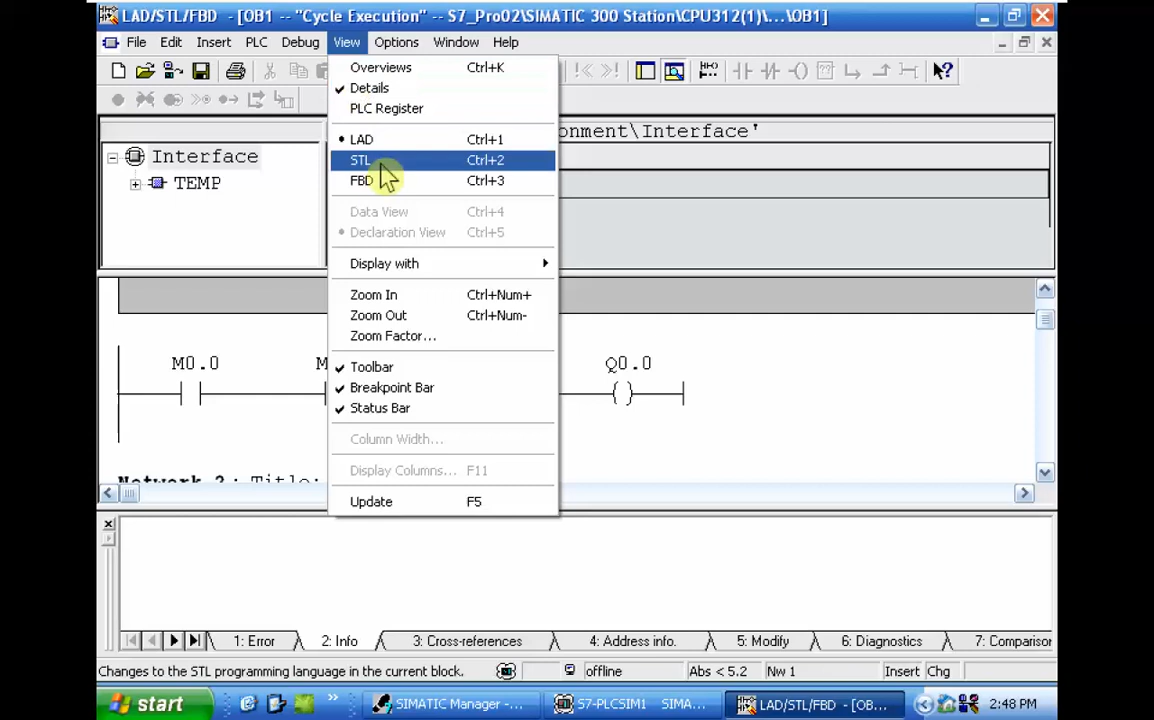 LAD/STL/FBD - [OB1 -- "Cycle Execution" -- S7_Pro02\SIMATIC 300 Station\CPU312(1)\...\OB1]
File Edit Insert PLC Debug View Options Window Help
Overviews Ctrl+K
Details
PLC Register
LAD Ctrl+1
STL Ctrl+2
FBD Ctrl+3
Data View Ctrl+4
Declaration View Ctrl+5
Display with
Zoom In Ctrl+Num+
Zoom Out Ctrl+Num-
Zoom Factor...
Toolbar
Breakpoint Bar
Status Bar
Column Width...
Display Columns... F11
Update F5
onment\Interface'
Interface
TEMP
M0.0 M Q0.0
Network 2: Title:
1: Error 2: Info 3: Cross-references 4: Address info. 5: Modify 6: Diagnostics 7: Comparison
Changes to the STL programming language in the current block. offline Abs < 5.2 Nw 1 Insert Chg
start SIMATIC Manager -... S7-PLCSIM1 SIMA... LAD/STL/FBD - [OB... 2:48 PM